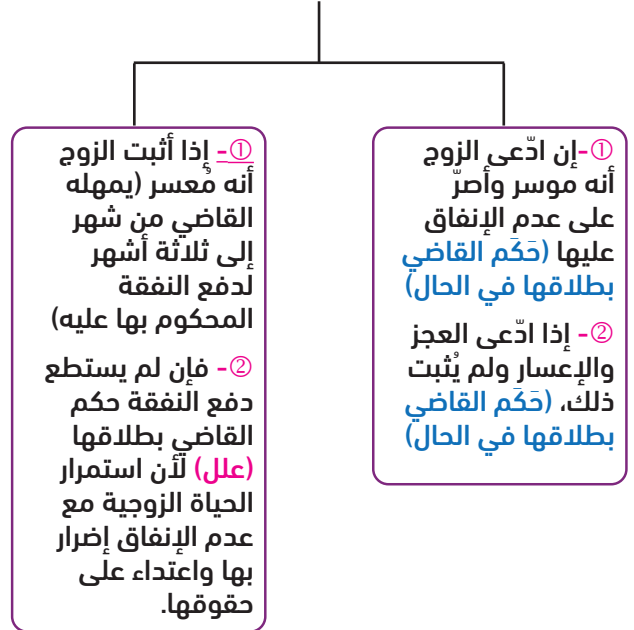 ①-إن ادّعى الزوج
أنه موسر وأصرّ
على عدم الإنفاق
عليها (حَكَم القاضي
بطلاقها في الحال)
②- إذا ادّعى العجز
والإعسار ولم يُثبت
ذلك، (حَكَم القاضي
بطلاقها في الحال)
①- إذا أثبت الزوج
أنه مُعسر (يمهله
القاضي من شهر
إلى ثلاثة أشهر
لدفع النفقة
المحكوم بها عليه)
②- فإن لم يستطع
دفع النفقة حكم
القاضي بطلاقها
(علل) لأن استمرار
الحياة الزوجية مع
عدم الإنفاق إضرار
بها واعتداء على
حقوقها.